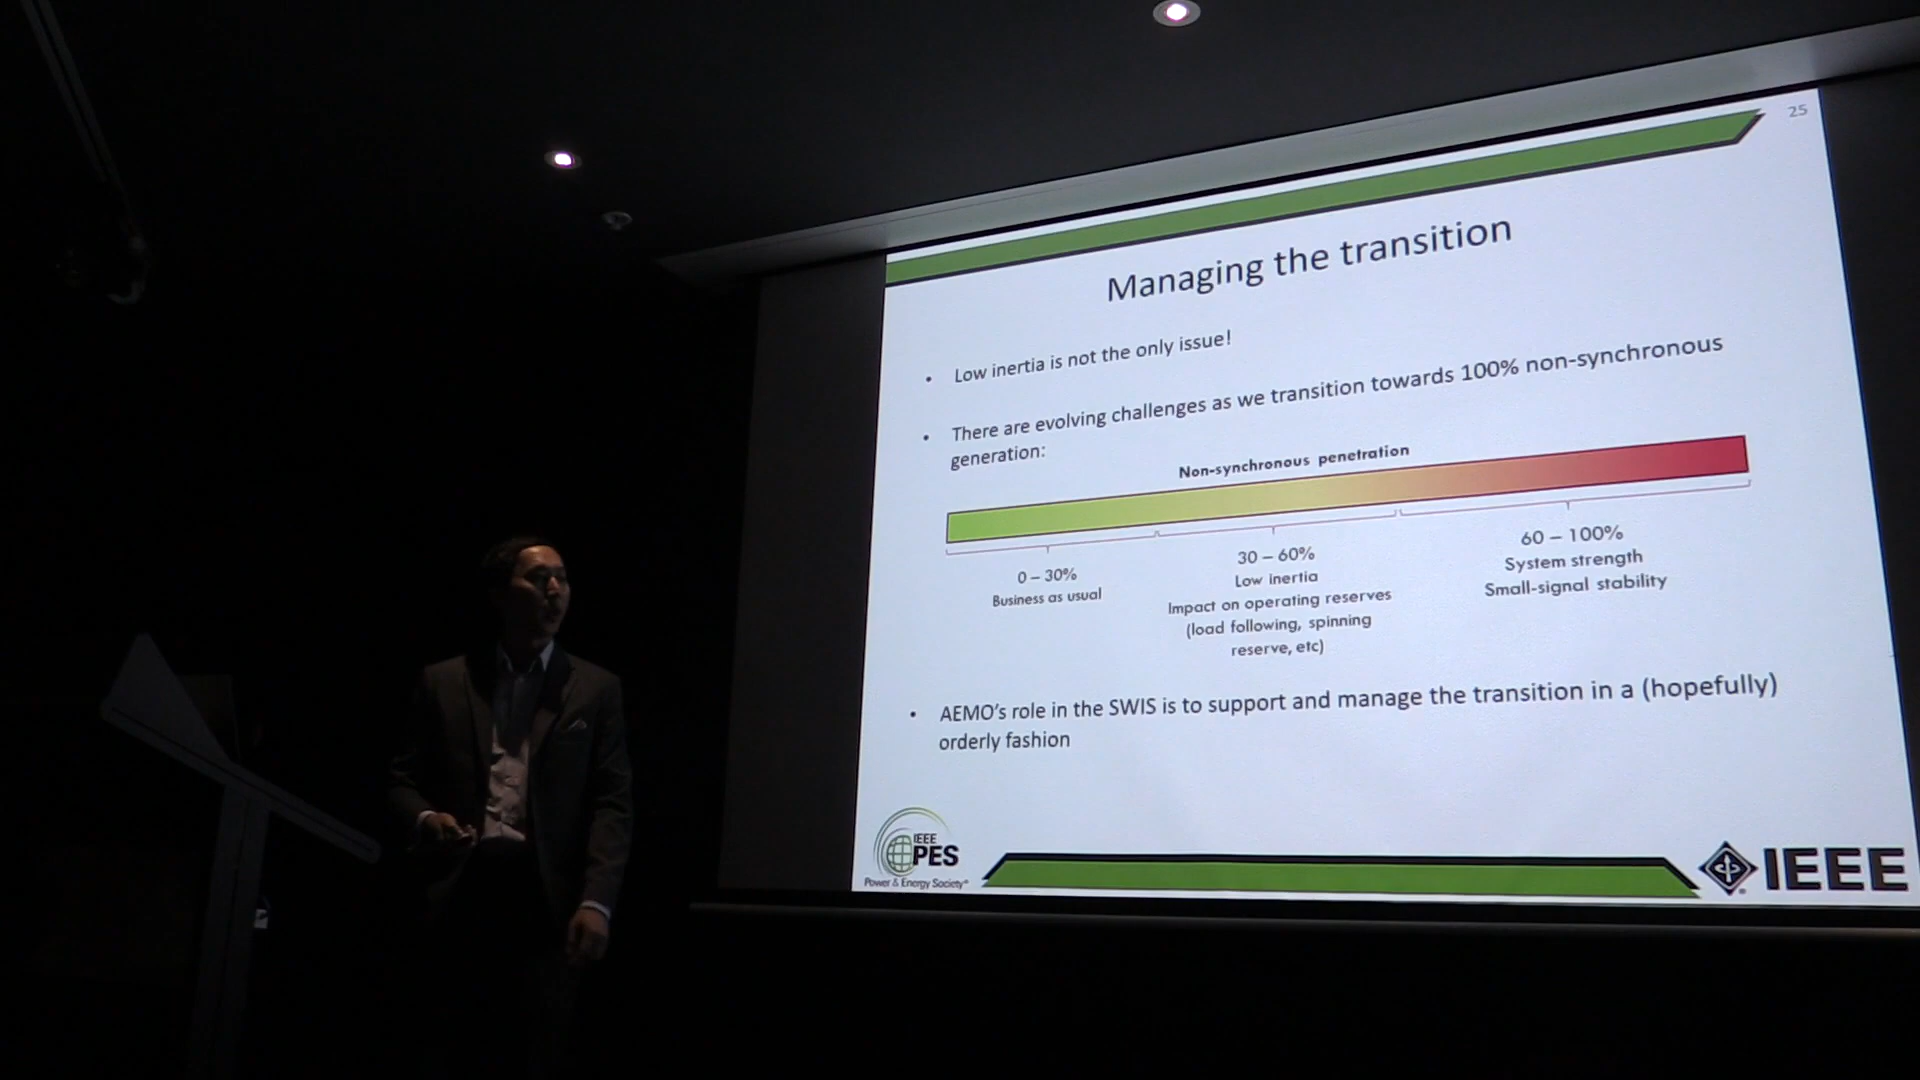 25
Managing the transition
• Low inertia is not the only issue!
• There are evolving challenges as we transition towards 100% non-synchronous
generation:
Non-synchronous penetration
0 – 30%
Business as usual
30 – 60%
Low inertia
Impact on operating reserves
(load following, spinning
reserve, etc)
60 – 100%
System strength
Small-signal stability
• AEMO's role in the SWIS is to support and manage the transition in a (hopefully)
orderly fashion
IEEE
PES
Power & Energy Society®
IEEE